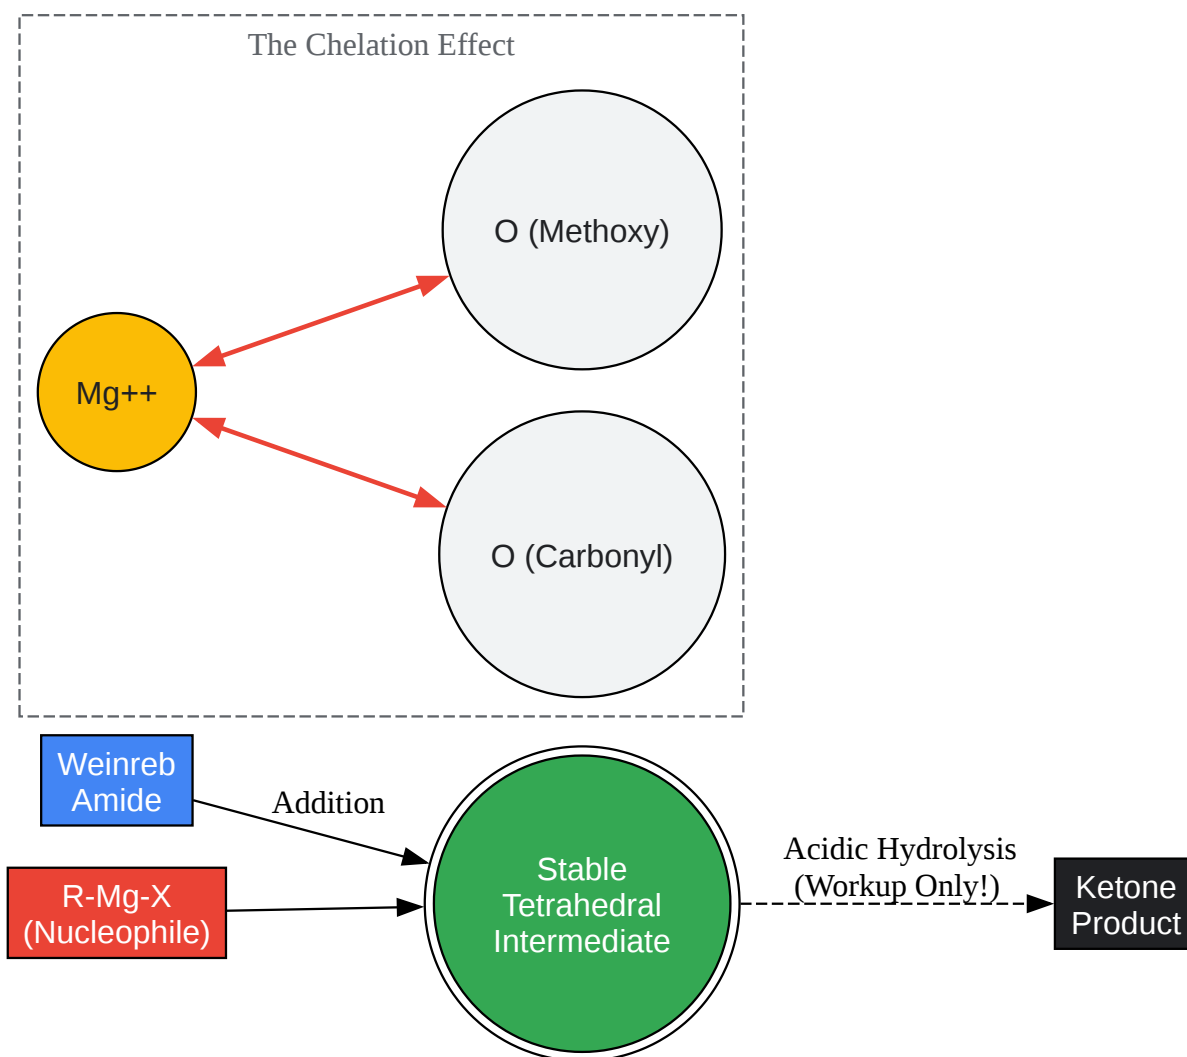 The Chelation Effect
O (Methoxy)
Mg++
O (Carbonyl)
Weinreb
Amide
Addition
R-Mg-X
(Nucleophile)
Stable
Tetrahedral
Intermediate
Acidic Hydrolysis
(Workup Only!)
Ketone
Product